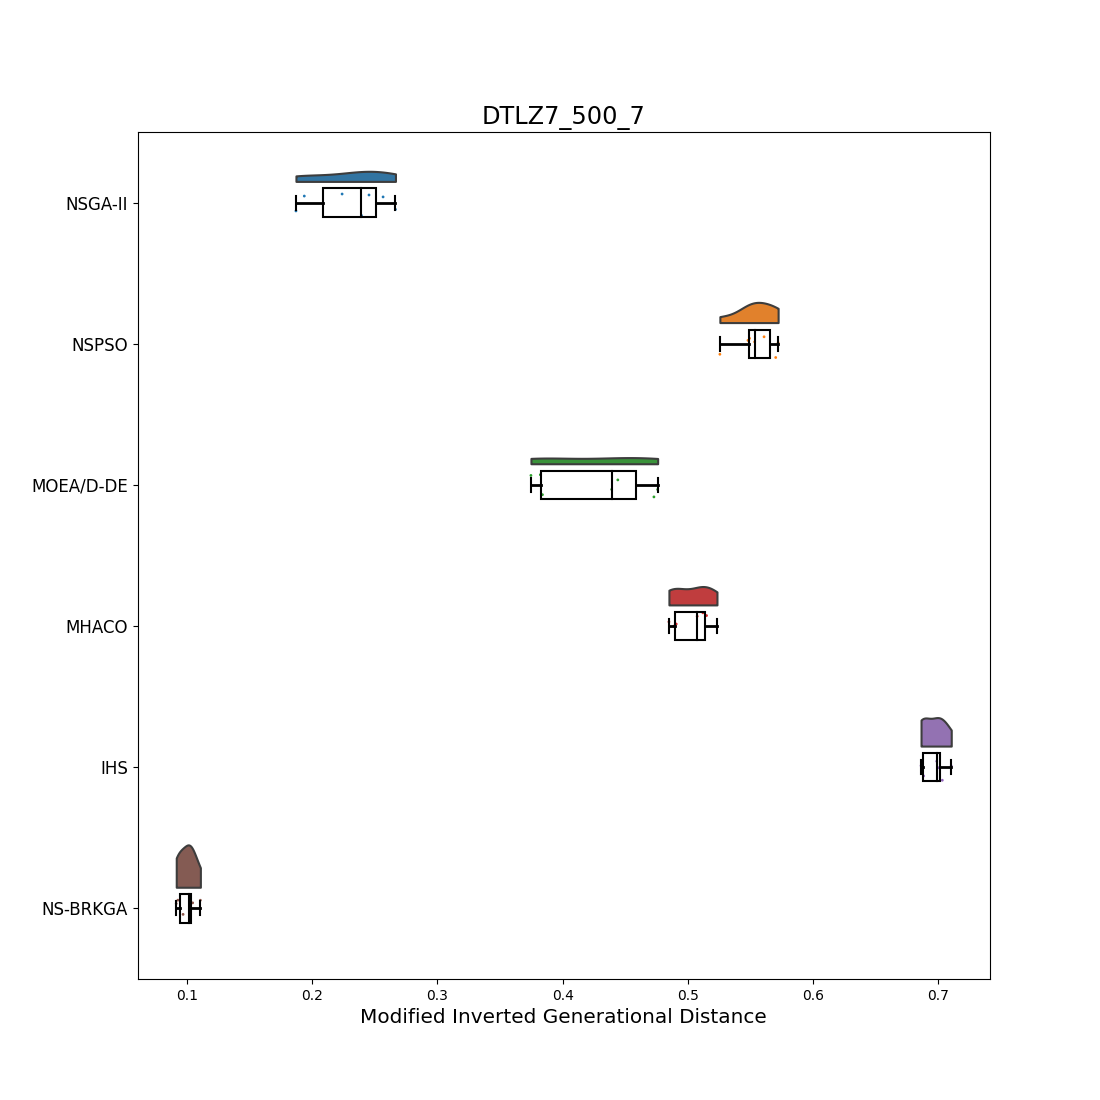 DTLZ7_500_7
NSGA-II
NSPSO
MOEA/D-DE
MHACO
IHS
NS-BRKGA
0.1 0.2 0.3 0.4 0.5 0.6 0.7
Modified Inverted Generational Distance